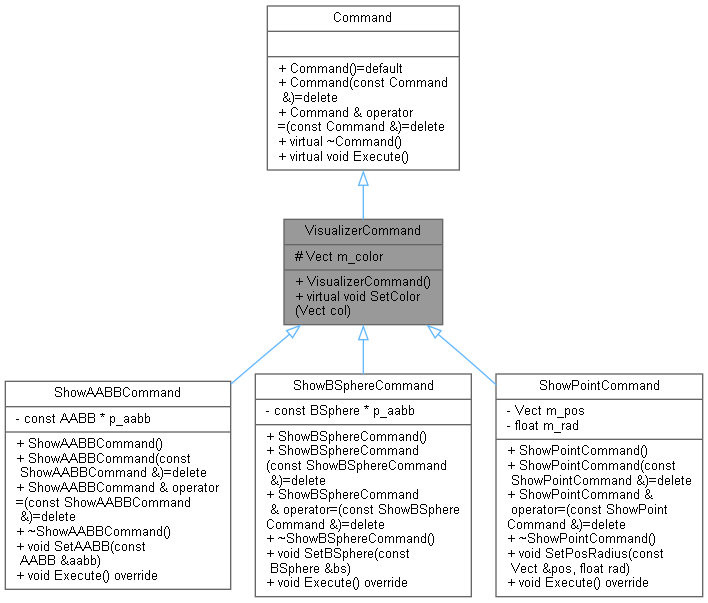 Command
+ Command()=default
+ Command(const Command
&)=delete
+ Command & operator
=(const Command &)=delete
+ virtual ~Command()
+ virtual void Execute()
VisualizerCommand
# Vect m_color
+ VisualizerCommand()
+ virtual void SetColor
(Vect col)
ShowAABBCommand
- const AABB * p_aabb
+ ShowAABBCommand()
+ ShowAABBCommand(const
ShowAABBCommand &)=delete
+ ShowAABBCommand & operator
=(const ShowAABBCommand
&)=delete
+ ~ShowAABBCommand()
+ void SetAABB(const
AABB &aabb)
+ void Execute() override
ShowBSphereCommand
- const BSphere * p_aabb
+ ShowBSphereCommand()
+ ShowBSphereCommand
(const ShowBSphereCommand
&)=delete
+ ShowBSphereCommand
& operator=(const ShowBSphere
Command &)=delete
+ ~ShowBSphereCommand()
+ void SetBSphere(const
BSphere &bs)
+ void Execute() override
ShowPointCommand
- Vect m_pos
- float m_rad
+ ShowPointCommand()
+ ShowPointCommand(const
ShowPointCommand &)=delete
+ ShowPointCommand &
operator=(const ShowPoint
Command &)=delete
+ ~ShowPointCommand()
+ void SetPosRadius(const
Vect &pos, float rad)
+ void Execute() override